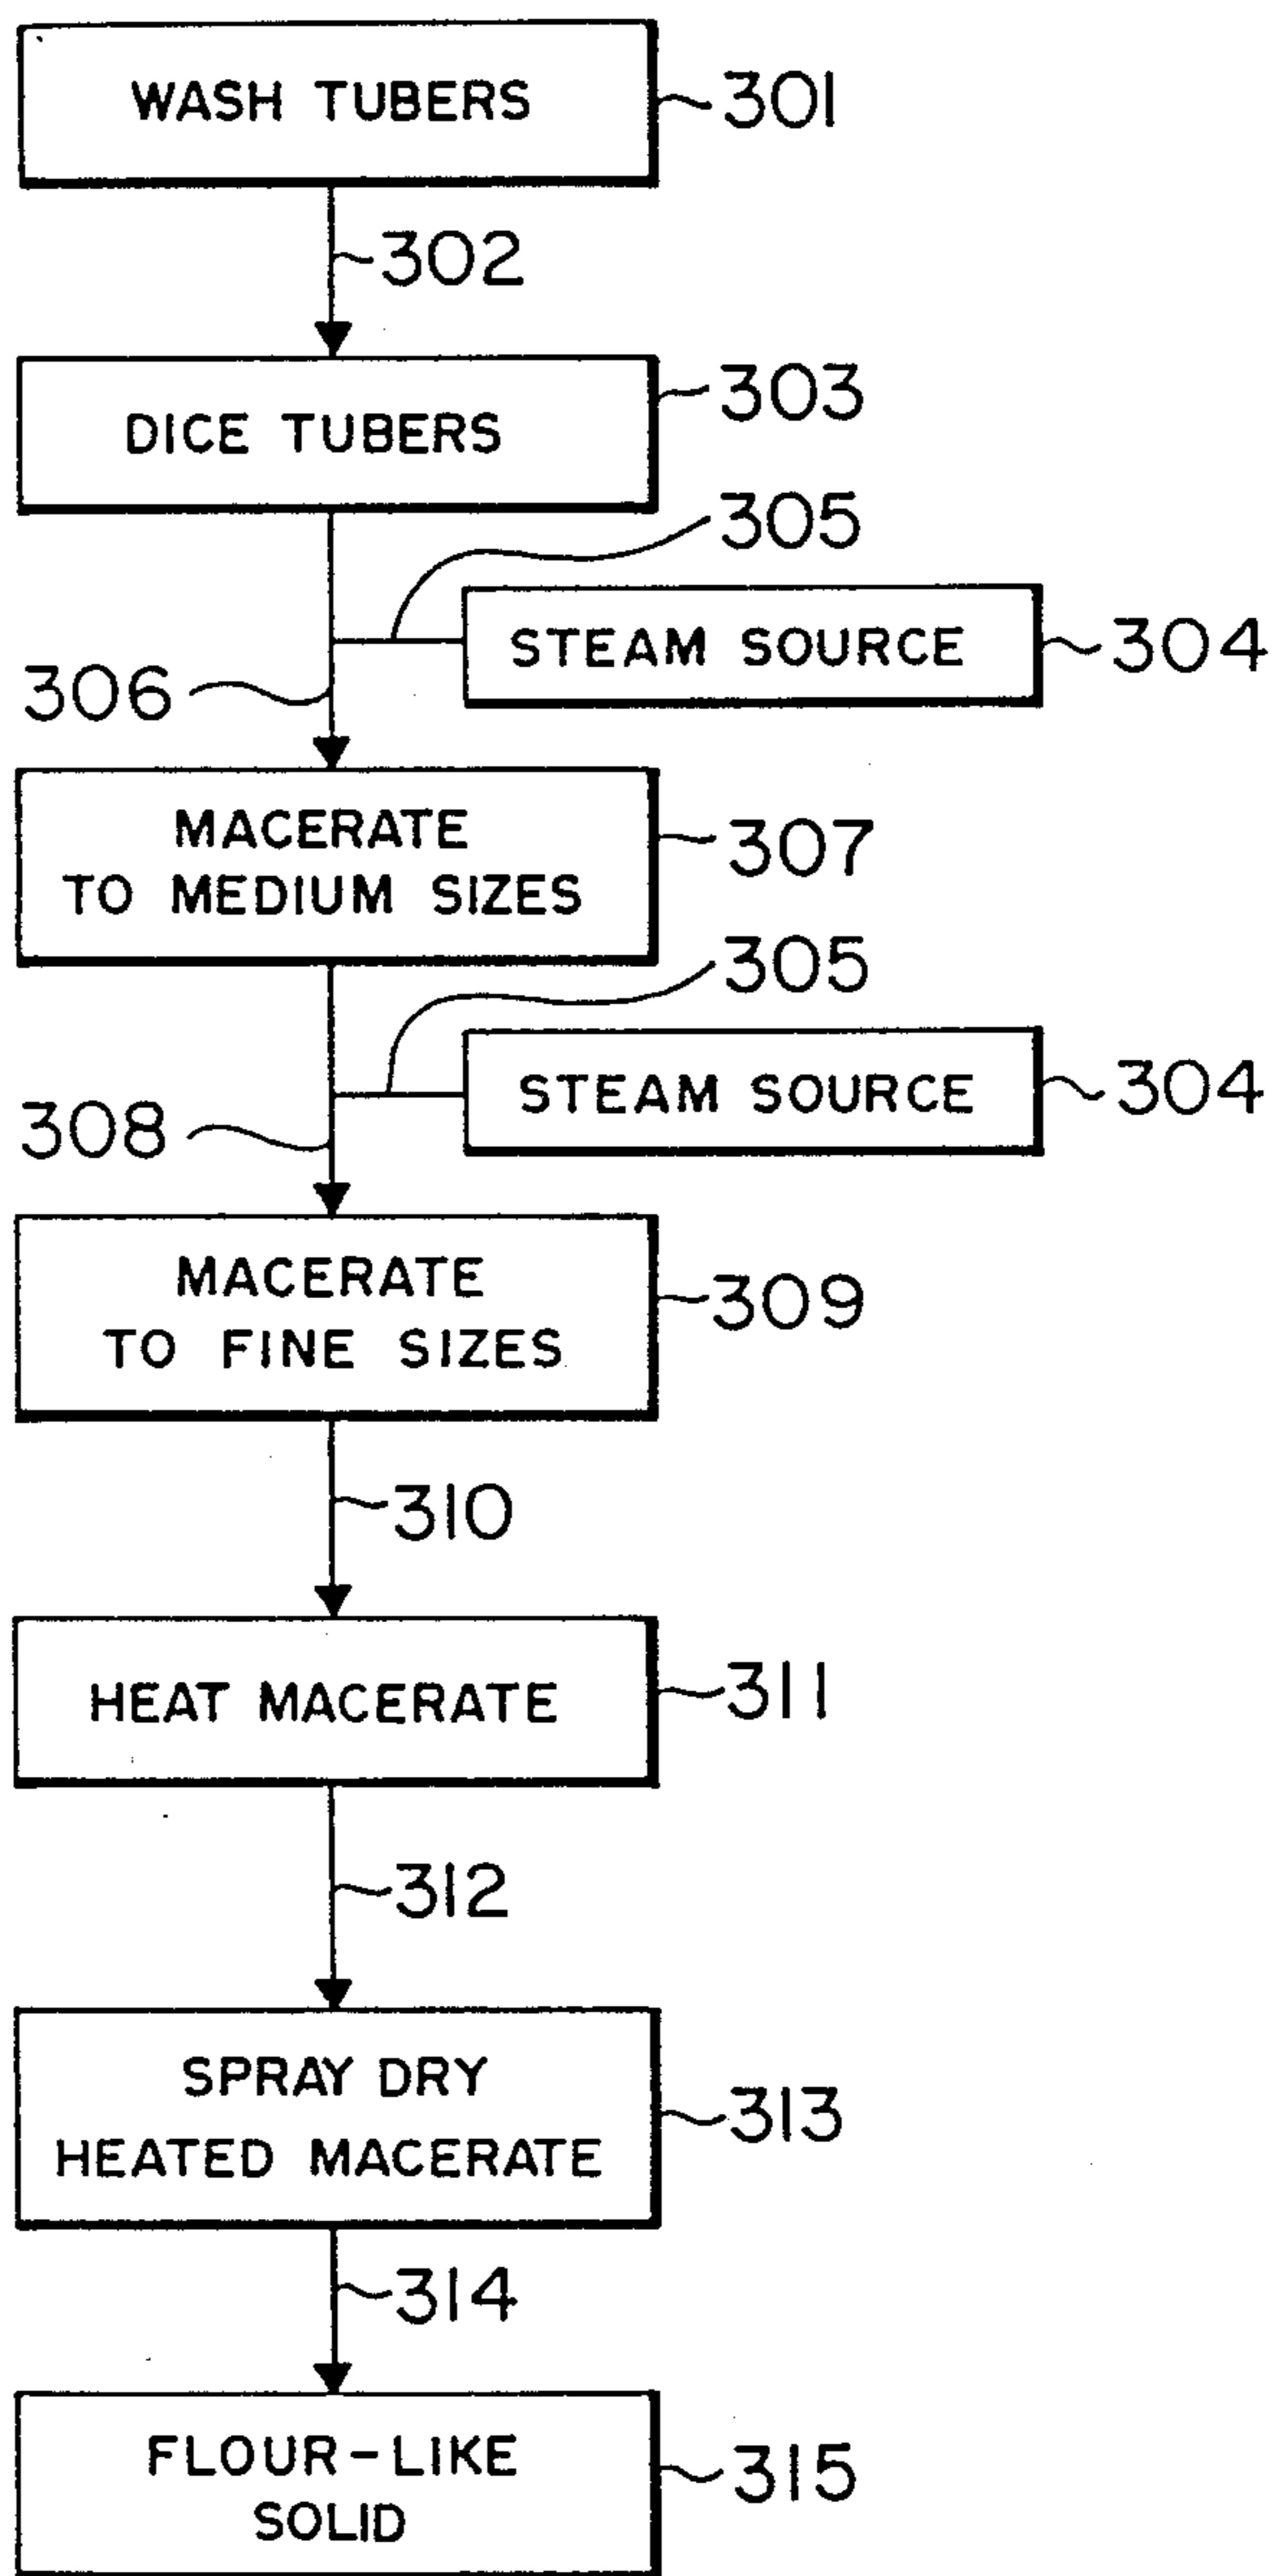 WASH TUBERS
301
302
DICE TUBERS
303
305
STEAM SOURCE
304
306
MACERATE
TO MEDIUM SIZES
307
305
STEAM SOURCE
304
308
MACERATE
TO FINE SIZES
309
310
HEAT MACERATE
311
312
SPRAY DRY
HEATED MACERATE
313
314
FLOUR-LIKE
SOLID
315